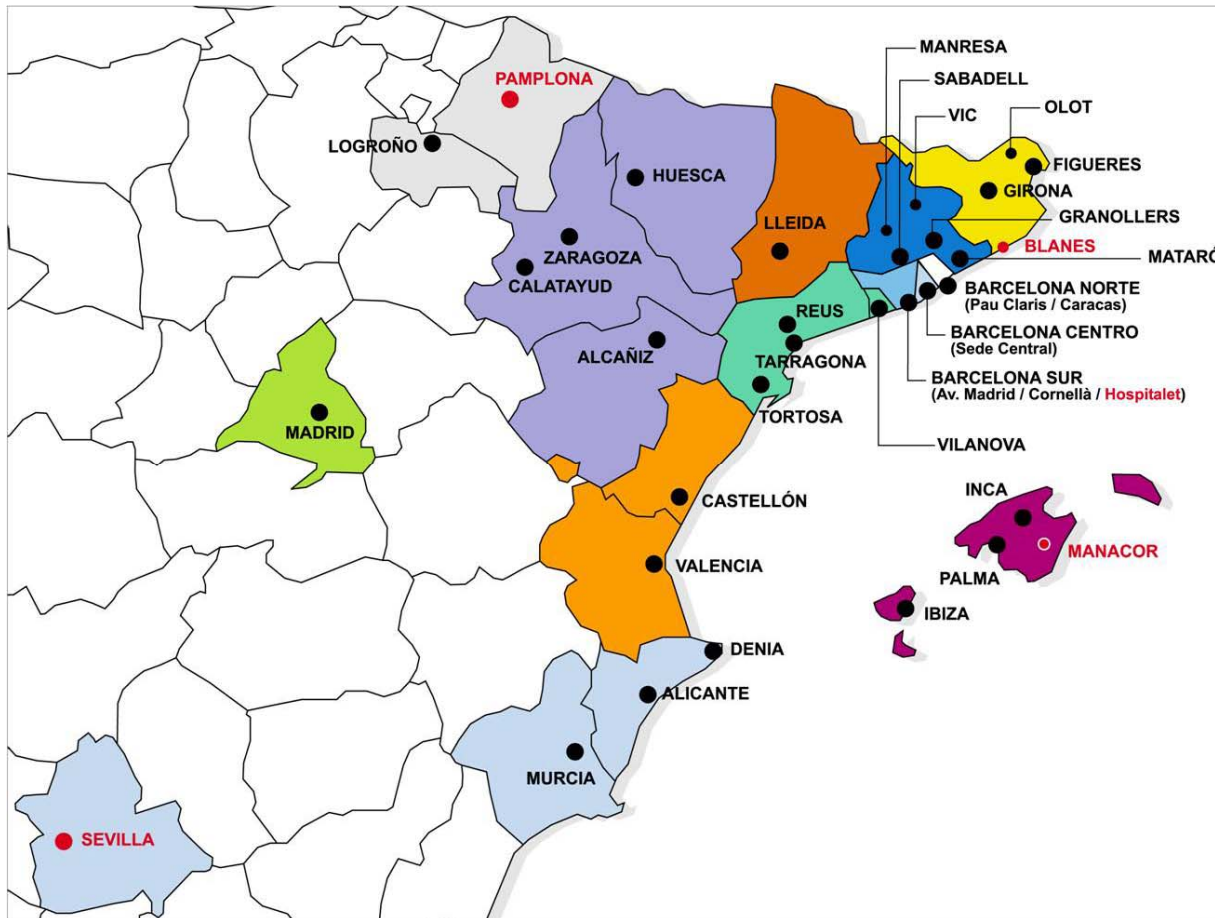 MANRESA
SABADELL
VIC
OLOT
PAMPLONA
LOGROÑO
FIGUERES
HUESCA
GIRONA
GRANOLLERS
LLEIDA
BLANES
ZARAGOZA
MATARÓ
CALATAYUD
BARCELONA NORTE
(Pau Claris / Caracas)
REUS
BARCELONA CENTRO
(Sede Central)
ALCAÑIZ
TARRAGONA
BARCELONA SUR
(Av. Madrid / Cornellà / Hospitalet)
TORTOSA
MADRID
VILANOVA
INCA
CASTELLÓN
MANACOR
VALENCIA
PALMA
IBIZA
DENIA
ALICANTE
MURCIA
SEVILLA